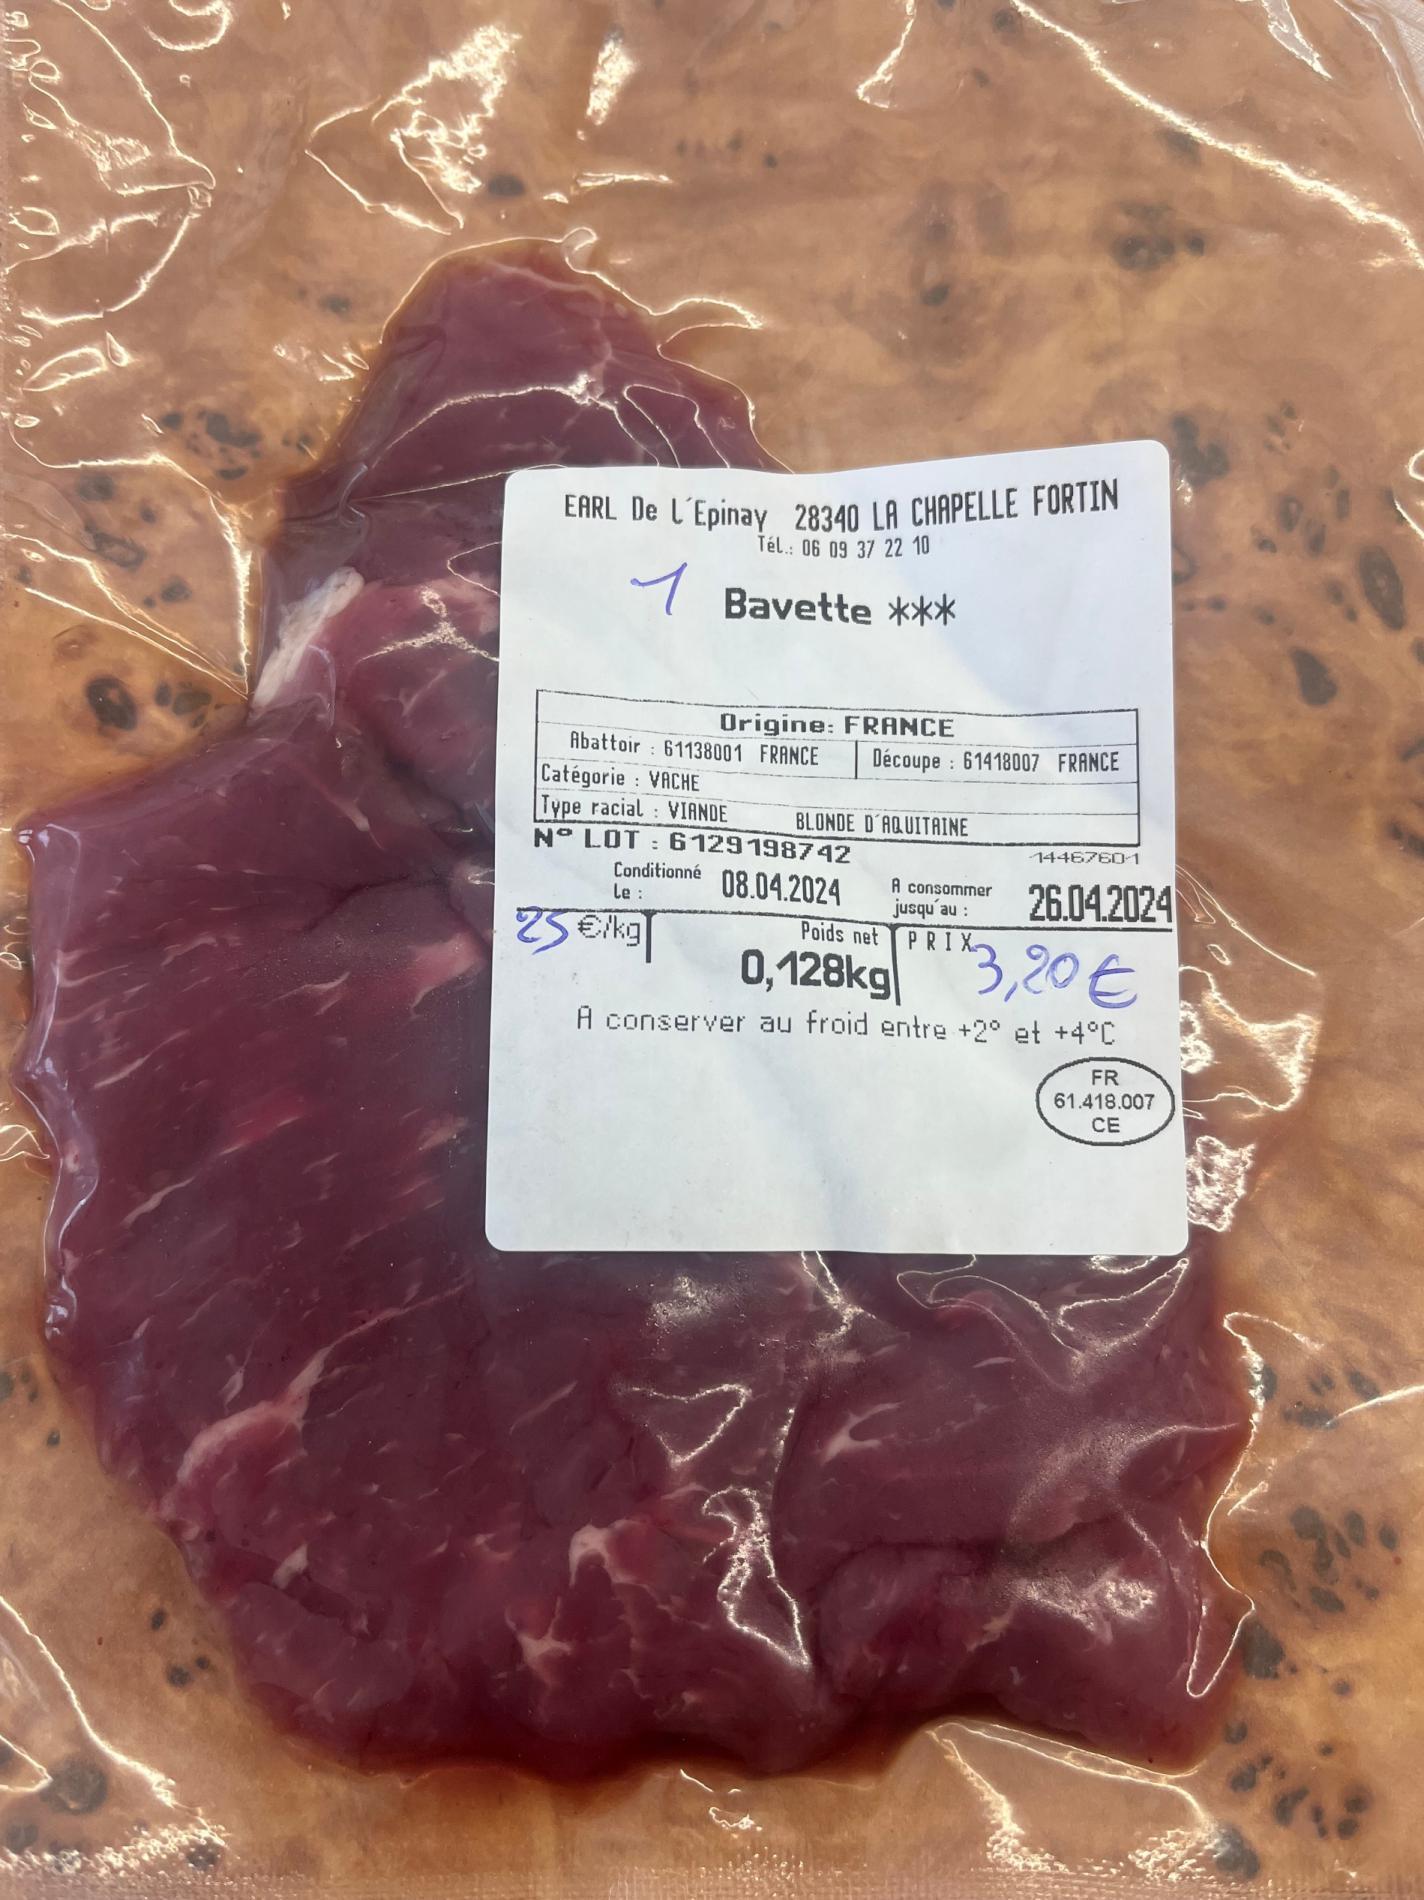 EARL De L'Epinay 28340 LA CHAPELLE FORTIN
Tél.: 06 09 37 22 10
1 Bavette ***
Origine: FRANCE
Abattoir : 61138001 FRANCE Découpe : 61418007 FRANCE
Catégorie : VACHE
Type racial : VIANDE BLONDE D'AQUITAINE
N° LOT : 6129198742 14467601
Conditionné le : 08.04.2024 A consommer jusqu'au : 26.04.2024
25 €/kg Poids net 0,128kg PRIX 3,20 €
A conserver au froid entre +2° et +4°C
FR
61.418.007
CE